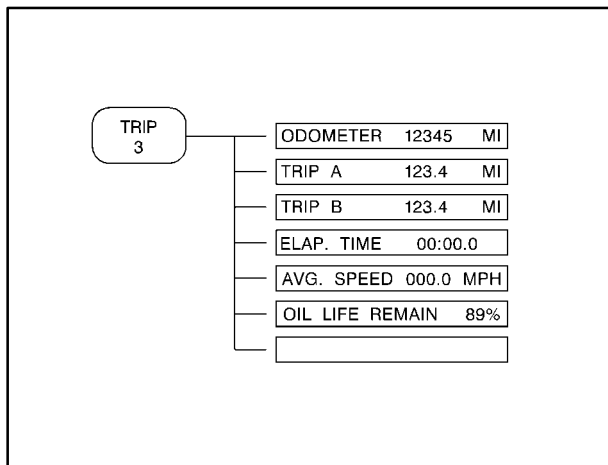 TRIP
3
ODOMETER 12345 MI
TRIP A 123.4 MI
TRIP B 123.4 MI
ELAP. TIME 00:00.0
AVG. SPEED 000.0 MPH
OIL LIFE REMAIN 89%